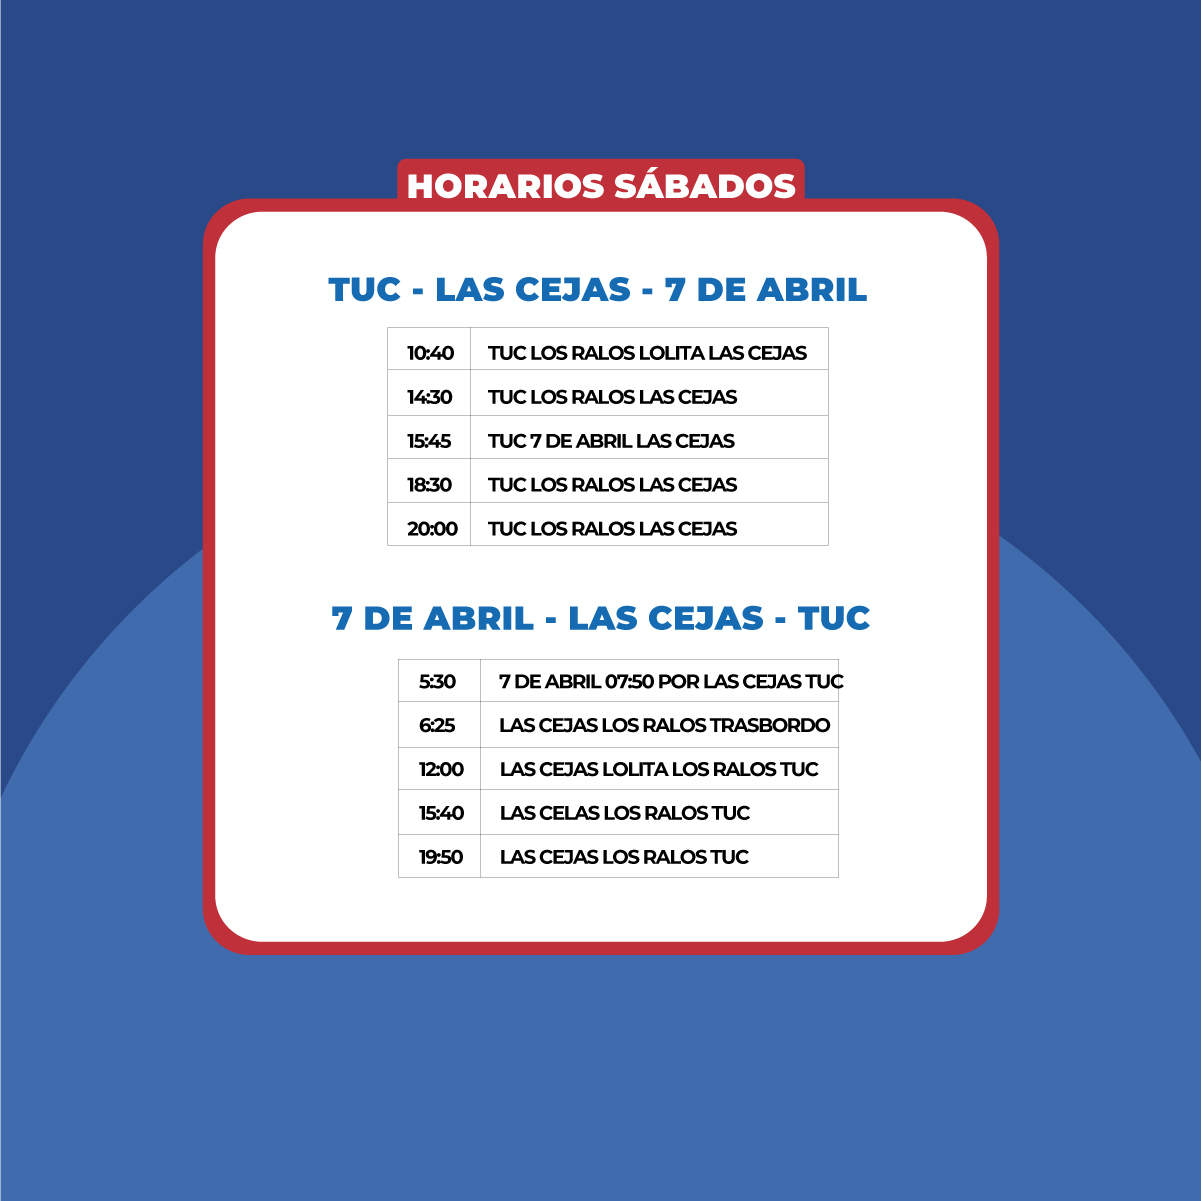 HORARIOS SÁBADOS
TUC - LAS CEJAS - 7 DE ABRIL
10:40 TUC LOS RALOS LOLITA LAS CEJAS
14:30 TUC LOS RALOS LAS CEJAS
15:45 TUC 7 DE ABRIL LAS CEJAS
18:30 TUC LOS RALOS LAS CEJAS
20:00 TUC LOS RALOS LAS CEJAS
7 DE ABRIL - LAS CEJAS - TUC
5:30 7 DE ABRIL 07:50 POR LAS CEJAS TUC
6:25 LAS CEJAS LOS RALOS TRASBORDO
12:00 LAS CEJAS LOLITA LOS RALOS TUC
15:40 LAS CELAS LOS RALOS TUC
19:50 LAS CEJAS LOS RALOS TUC